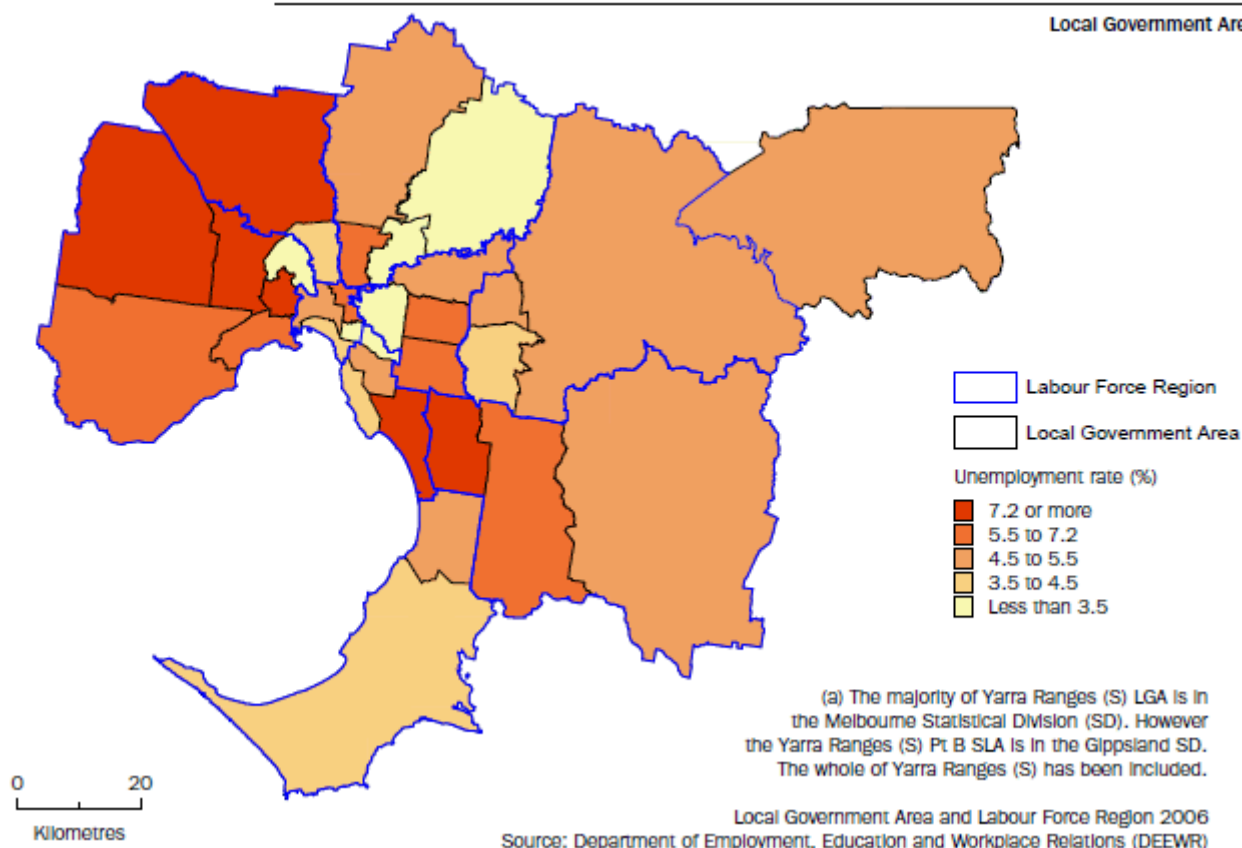 Local Government Are
Labour Force Region
Local Government Area
Unemployment rate (%)
7.2 or more
5.5 to 7.2
4.5 to 5.5
3.5 to 4.5
Less than 3.5
(a) The majority of Yarra Ranges (S) LGA is in
the Melbourne Statistical Division (SD). However
the Yarra Ranges (S) Pt B SLA is in the Gippsland SD.
The whole of Yarra Ranges (S) has been included.
0 20
Kilometres
Local Government Area and Labour Force Region 2006
Source: Department of Employment, Education and Workplace Relations (DEEWR)